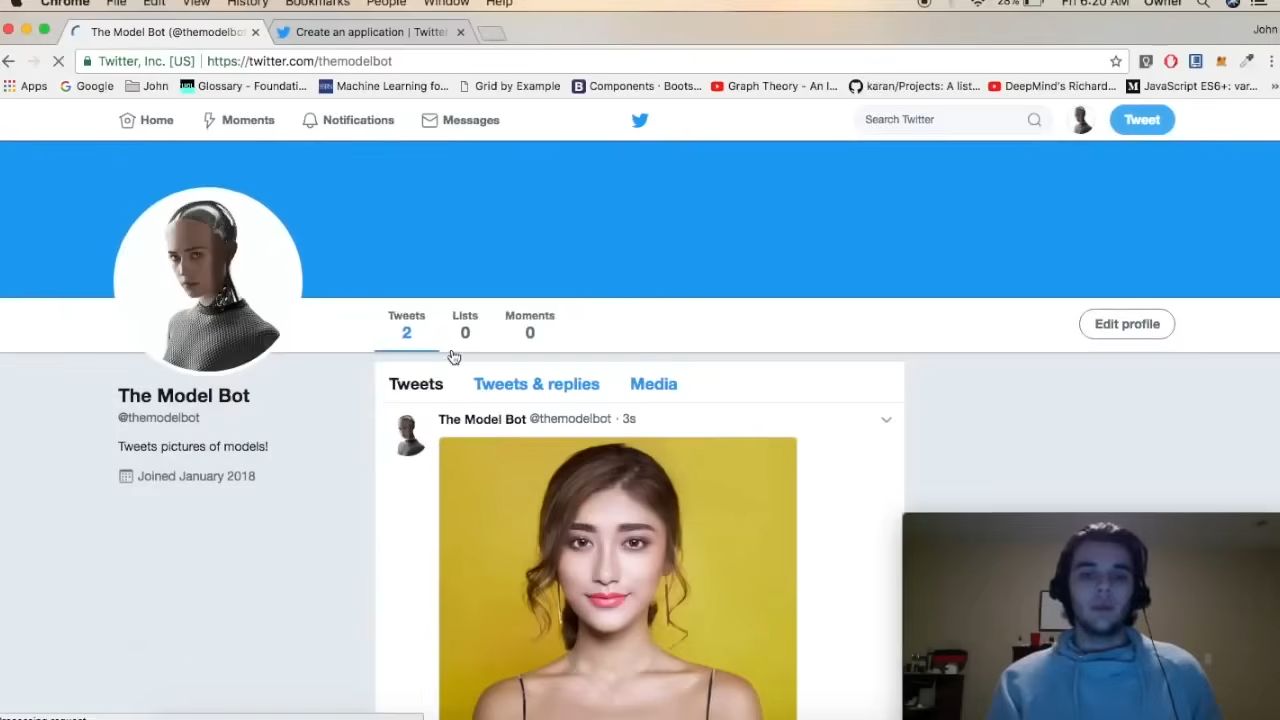 Chrome File Edit View History Bookmarks People Window Help 28% Fri 6:20 AM Owner
The Model Bot (@themodelbot Create an application | Twitter John
Twitter, Inc. [US] https://twitter.com/themodelbot
Apps Google John Glossary - Foundati... Machine Learning fo... Grid by Example Components · Boots... Graph Theory - An I... karan/Projects: A list... DeepMind's Richard... JavaScript ES6+: var...
Home Moments Notifications Messages Search Twitter Tweet
Tweets Lists Moments
2 0 0
Edit profile
The Model Bot
@themodelbot
Tweets pictures of models!
Joined January 2018
Tweets Tweets & replies Media
The Model Bot @themodelbot · 3s